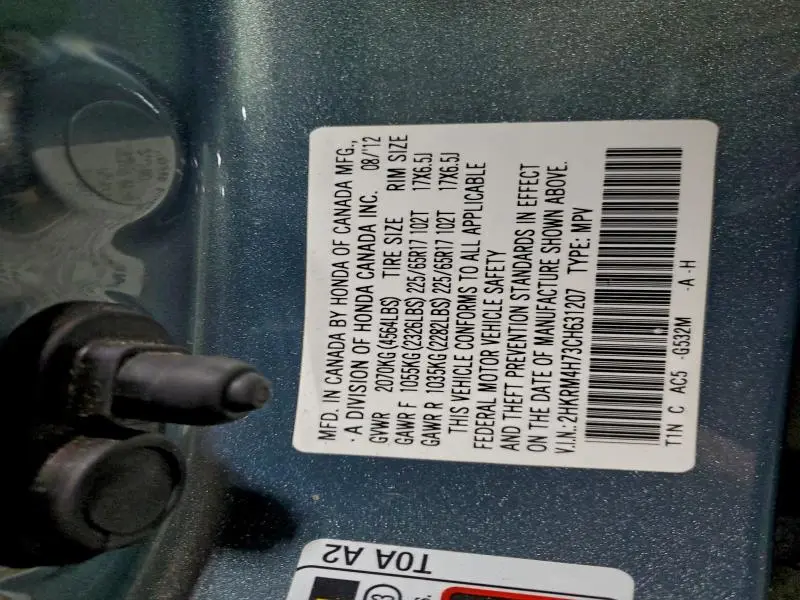 MFD. IN CANADA BY HONDA OF CANADA MFG.,
· A DIVISION OF HONDA CANADA INC. 08/'12
GVWR 2070KG(4564LBS) TIRE SIZE RIM SIZE
GAWR F 1055KG(2326LBS) 225/65R17 102T 17X6.5J
GAWR R 1035KG(2282LBS) 225/65R17 102T 17X6.5J
THIS VEHICLE CONFORMS TO ALL APPLICABLE
FEDERAL MOTOR VEHICLE SAFETY
AND THEFT PREVENTION STANDARDS IN EFFECT
ON THE DATE OF MANUFACTURE SHOWN ABOVE.
V.I.N.:2HKRM4H73CH631207 TYPE: MPV
T1N C AC5 -G532M -A -H
TOA A2